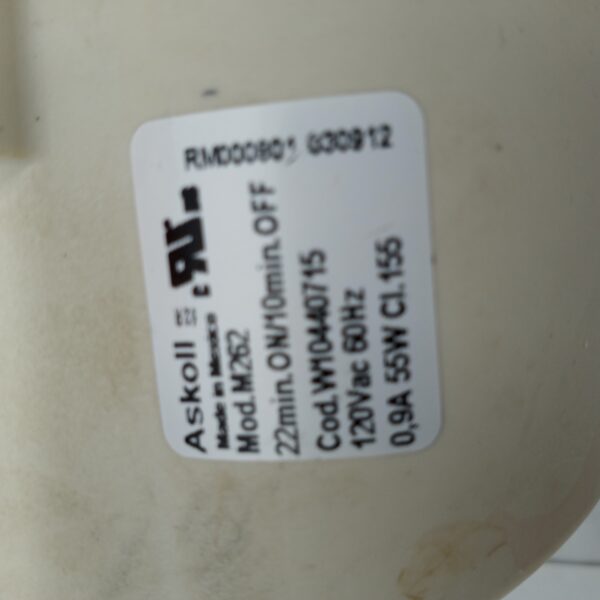 RM000801 030912
Askoll
Made in Mexico
Mod.M262
22min.ON/10min.OFF
Cod.W10440715
120Vac 60Hz
0,9A 55W Cl.155